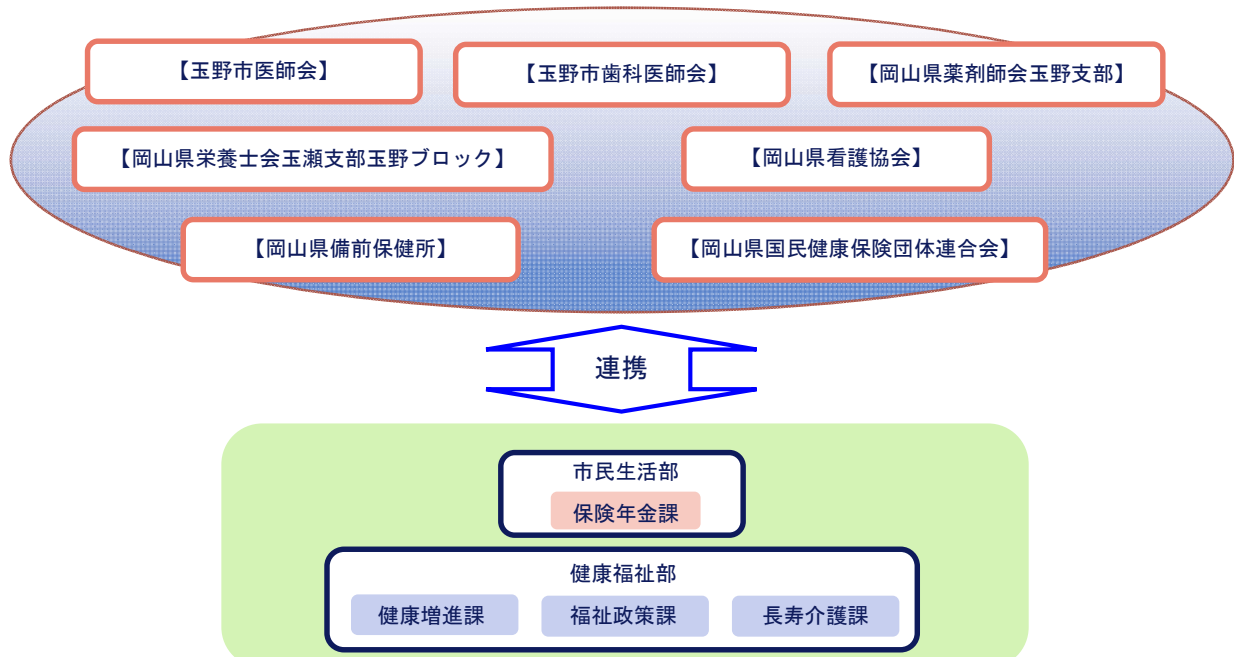 【玉野市医師会】
【玉野市歯科医師会】
【岡山県薬剤師会玉野支部】
【岡山県栄養士会玉瀬支部玉野ブロック】
【岡山県看護協会】
【岡山県備前保健所】
【岡山県国民健康保険団体連合会】
連携
市民生活部
保険年金課
健康福祉部
健康増進課
福祉政策課
長寿介護課